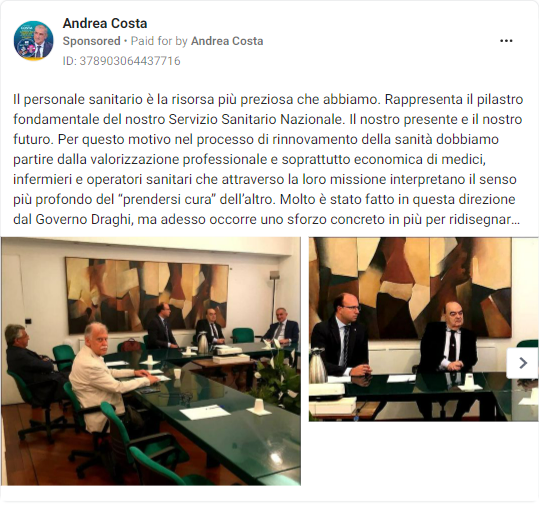 Andrea Costa
Sponsored • Paid for by Andrea Costa
ID: 378903064437716
Il personale sanitario è la risorsa più preziosa che abbiamo. Rappresenta il pilastro
fondamentale del nostro Servizio Sanitario Nazionale. Il nostro presente e il nostro
futuro. Per questo motivo nel processo di rinnovamento della sanità dobbiamo
partire dalla valorizzazione professionale e soprattutto economica di medici,
infermieri e operatori sanitari che attraverso la loro missione interpretano il senso
più profondo del “prendersi cura” dell’altro. Molto è stato fatto in questa direzione
dal Governo Draghi, ma adesso occorre uno sforzo concreto in più per ridisegnar...